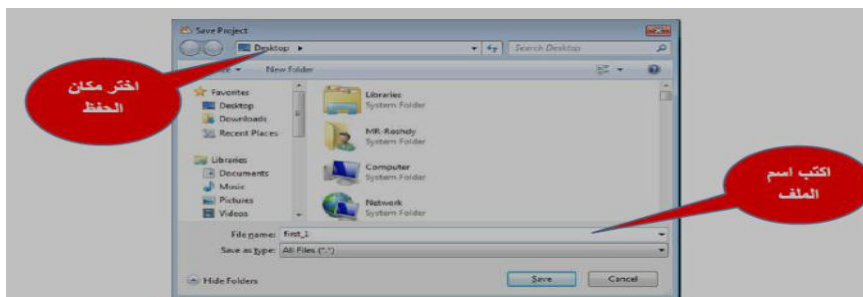 Save Project
Desktop
Search Desktop
New Folder
اختر مكان
الحفظ
Favorites
Desktop
Downloads
Recent Places
Libraries
Documents
Music
Pictures
Videos
Libraries
System Folder
MR-Rashdy
System Folder
Computer
System Folder
Network
System Folder
اكتب اسم
الملف
File name: First_1
Save as type: All Files (*.*)
Hide Folders
Save
Cancel